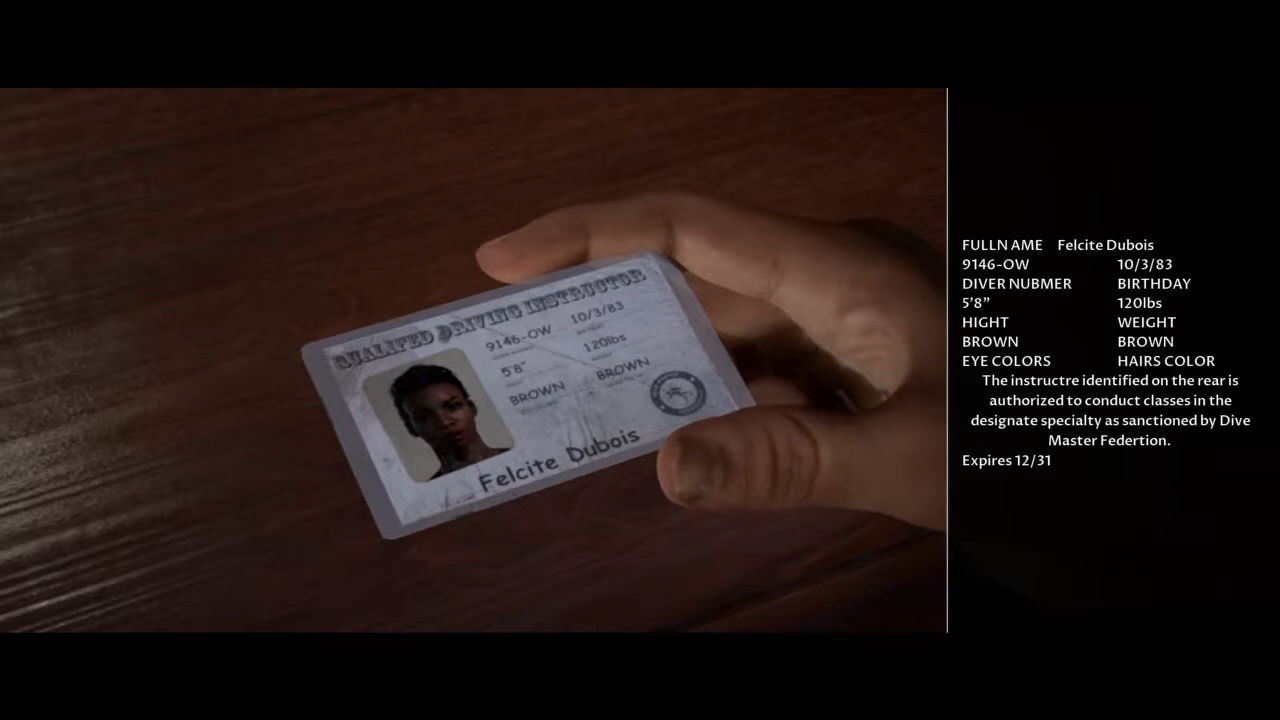 QUALIFED DRIVING INSTRUCTOR
9146-OW 10/3/83
5'8" 120lbs
BROWN BROWN
Felcite Dubois
FULLN AME Felcite Dubois
9146-OW 10/3/83
DIVER NUBMER BIRTHDAY
5'8” 120lbs
HIGHT WEIGHT
BROWN BROWN
EYE COLORS HAIRS COLOR
The instructre identified on the rear is
authorized to conduct classes in the
designate specialty as sanctioned by Dive
Master Federtion.
Expires 12/31